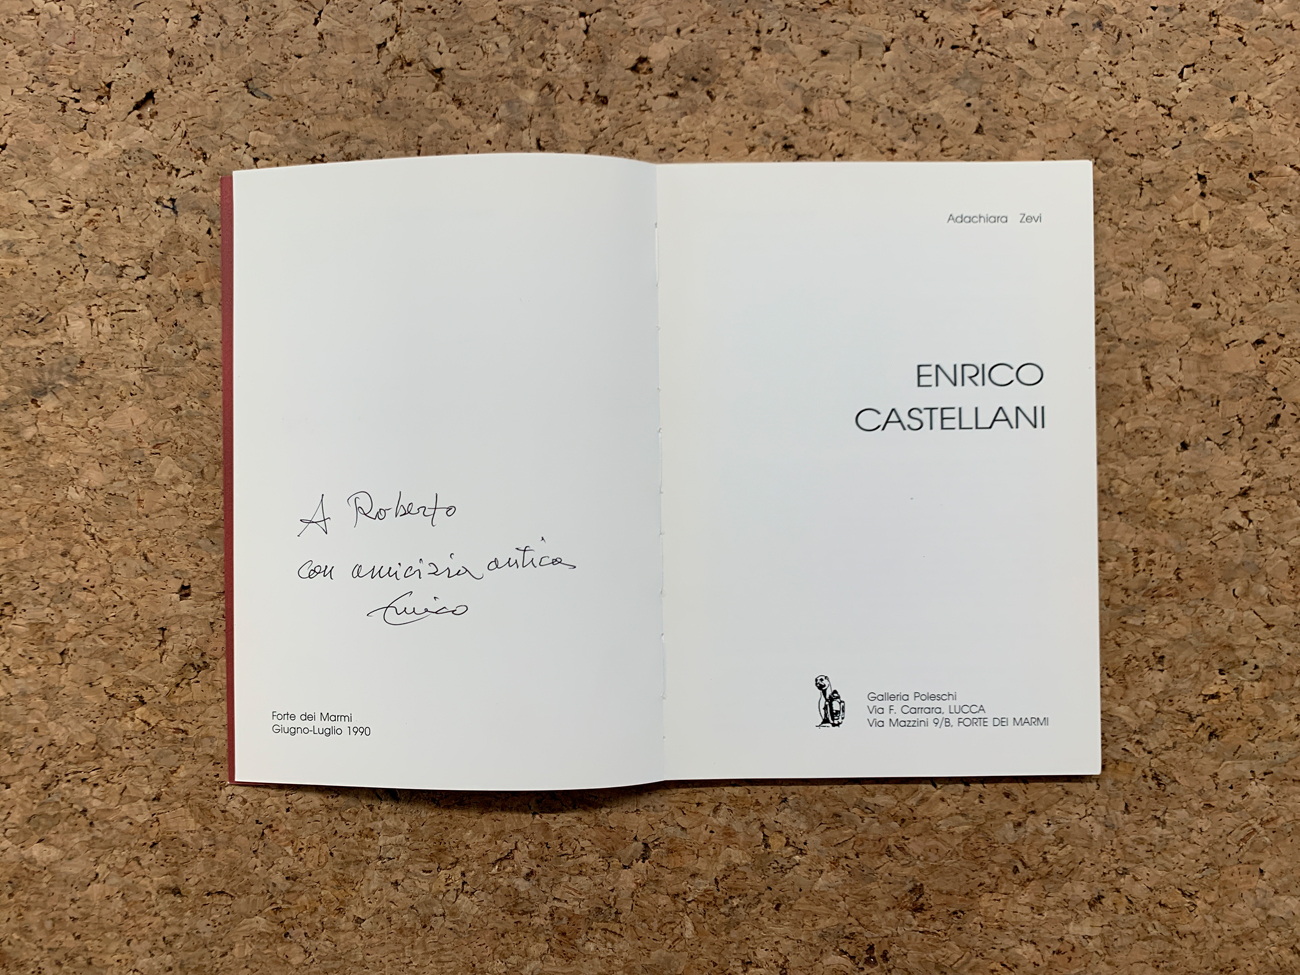 A Roberto
con amicizia antica
Enrico
Forte dei Marmi
Giugno-Luglio 1990
Adachiara Zevi
ENRICO
CASTELLANI
Galleria Poleschi
Via F. Carrara, LUCCA
Via Mazzini 9/B, FORTE DEI MARMI